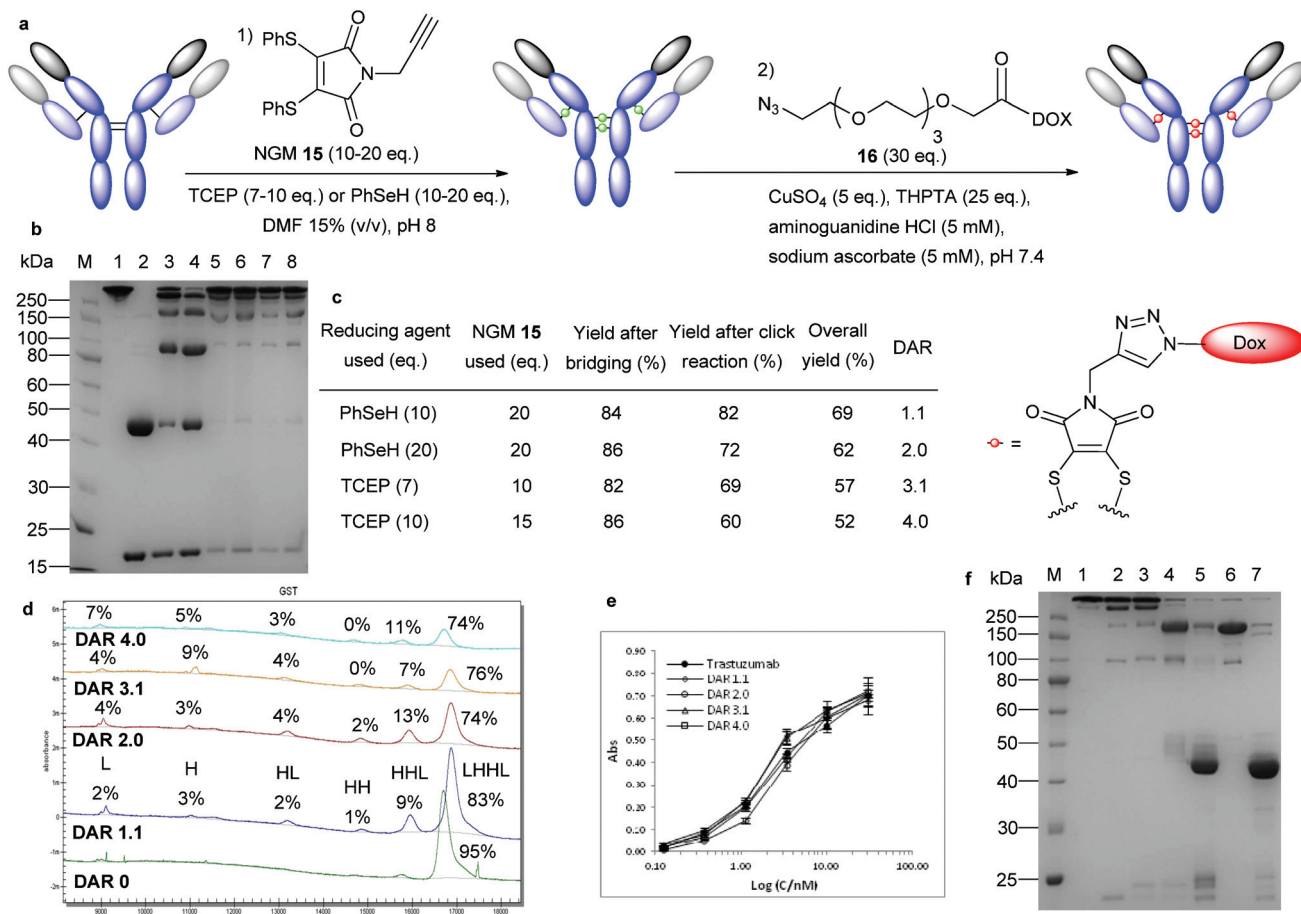 a
1)
O
PhS
N
PhS
O
NGM 15 (10-20 eq.)
TCEP (7-10 eq.) or PhSeH (10-20 eq.),
DMF 15% (v/v), pH 8
2)
O
N3
O
O
DOX
3
16 (30 eq.)
CuSO4 (5 eq.), THPTA (25 eq.),
aminoguanidine HCl (5 mM),
sodium ascorbate (5 mM), pH 7.4
b
kDa M 1 2 3 4 5 6 7 8
250
150
100
80
60
50
40
30
25
15
c
Reducing agent used (eq.) NGM 15 used (eq.) Yield after bridging (%) Yield after click reaction (%) Overall yield (%) DAR
PhSeH (10) 20 84 82 69 1.1
PhSeH (20) 20 86 72 62 2.0
TCEP (7) 10 82 69 57 3.1
TCEP (10) 15 86 60 52 4.0
N N
N
Dox
N
O O
S S
=
d
GST
absorbance
6n
5n
3n
2n
0
-1n
-2n
7% 5% 3% 0% 11% 74%
DAR 4.0
4% 9% 4% 0% 7% 76%
DAR 3.1
4% 3% 4% 2% 13% 74%
DAR 2.0
L H HL HH HHL LHHL
2% 3% 2% 1% 9% 83%
DAR 1.1
95%
DAR 0
9000 10000 11000 12000 13000 14000 15000 16000 17000 18000
e
Abs
0.90
0.80
0.70
0.60
0.50
0.40
0.30
0.20
0.10
0.00
Trastuzumab
DAR 1.1
DAR 2.0
DAR 3.1
DAR 4.0
0.10 1.00 10.00 100.00
Log (C/nM)
f
kDa M 1 2 3 4 5 6 7
250
150
100
80
60
50
40
30
25